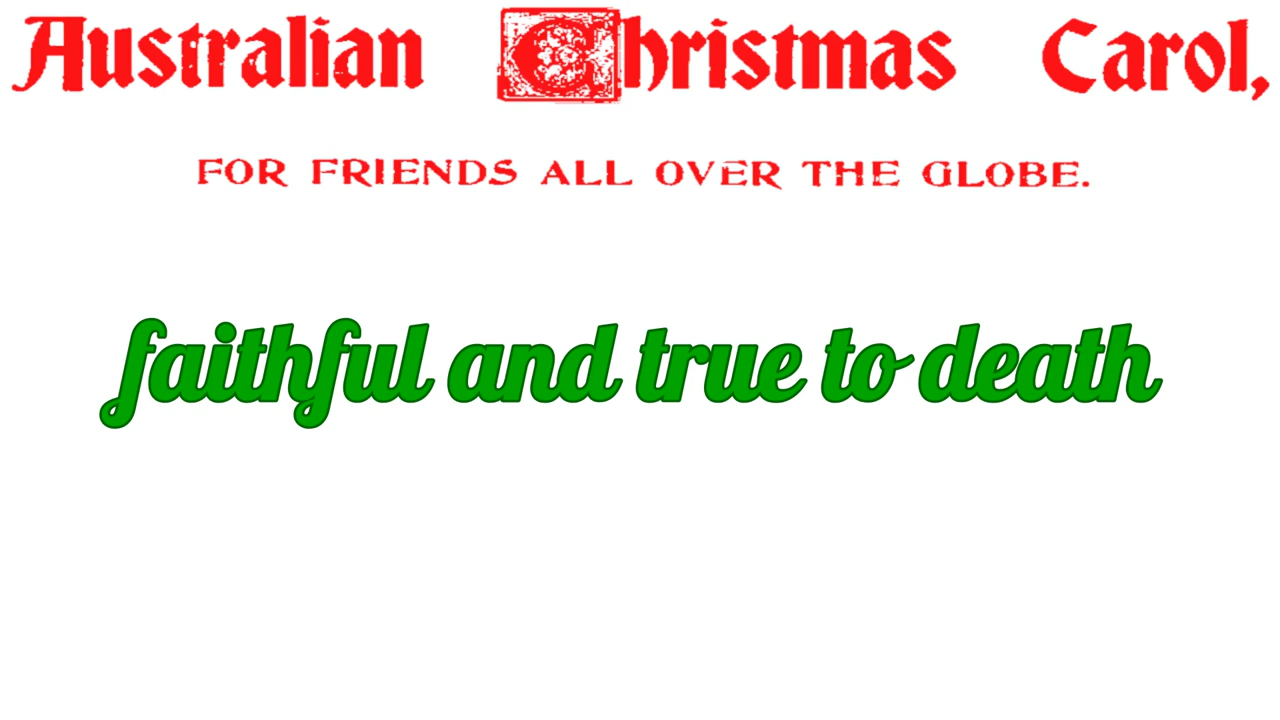 Australian Christmas Carol,
FOR FRIENDS ALL OVER THE GLOBE.
faithful and true to death